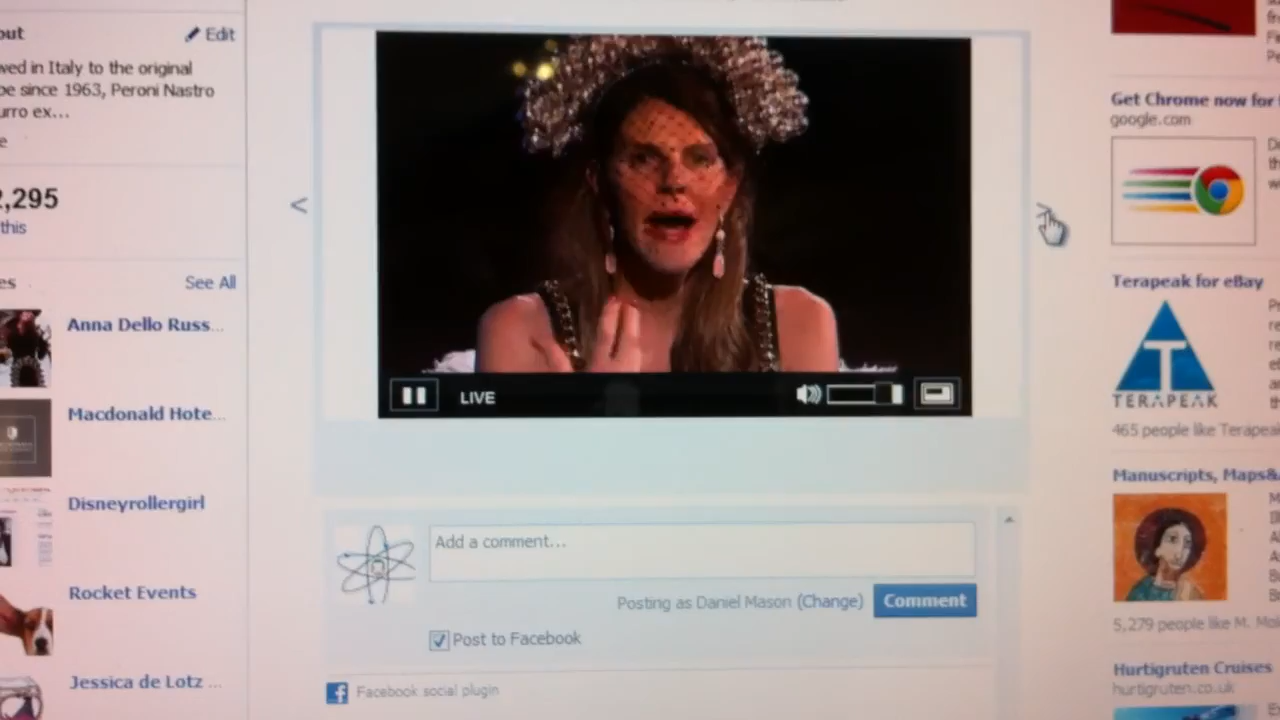 out
Edit
wed in Italy to the original
pe since 1963, Peroni Nastro
urro ex...
e
2,295
this
es
See All
Anna Dello Russ...
Macdonald Hote...
Disneyrollergirl
Rocket Events
Jessica de Lotz ...
<
>
LIVE
Add a comment...
Posting as Daniel Mason (Change)
Comment
Post to Facebook
Facebook social plugin
Get Chrome now for
google.com
Terapeak for eBay
TERAPEAK
465 people like Terapeak
Manuscripts, Maps&
5,279 people like M. Mo
Hurtigruten Cruises
hurtigruten.co.uk